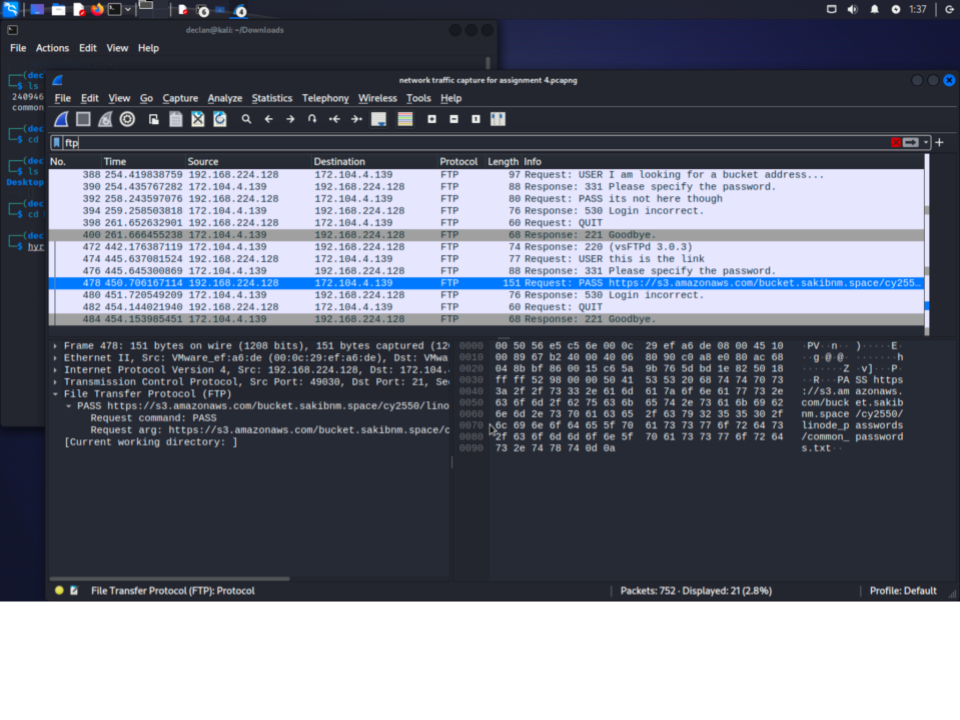 1:37
declan@kali: ~/Downloads
File Actions Edit View Help
(dec
$ ls
240946
common
(dec
$ cd
(dec
$ ls
Desktop
(dec
$ cd
(dec
$ hyr
network traffic capture for assignment 4.pcapng
File Edit View Go Capture Analyze Statistics Telephony Wireless Tools Help
ftp
No. Time Source Destination Protocol Length Info
388 254.419838759 192.168.224.128 172.104.4.139 FTP 97 Request: USER I am looking for a bucket address...
390 254.435767282 172.104.4.139 192.168.224.128 FTP 88 Response: 331 Please specify the password.
392 258.243597076 192.168.224.128 172.104.4.139 FTP 80 Request: PASS its not here though
394 259.258503818 172.104.4.139 192.168.224.128 FTP 76 Response: 530 Login incorrect.
398 261.652632901 192.168.224.128 172.104.4.139 FTP 60 Request: QUIT
400 261.666455238 172.104.4.139 192.168.224.128 FTP 68 Response: 221 Goodbye.
472 442.176387119 172.104.4.139 192.168.224.128 FTP 74 Response: 220 (vsFTPd 3.0.3)
474 445.637081524 192.168.224.128 172.104.4.139 FTP 77 Request: USER this is the link
476 445.645300869 172.104.4.139 192.168.224.128 FTP 88 Response: 331 Please specify the password.
478 450.706167114 192.168.224.128 172.104.4.139 FTP 151 Request: PASS https://s3.amazonaws.com/bucket.sakibnm.space/cy255...
480 451.720549209 172.104.4.139 192.168.224.128 FTP 76 Response: 530 Login incorrect.
482 454.144021940 192.168.224.128 172.104.4.139 FTP 60 Request: QUIT
484 454.153985451 172.104.4.139 192.168.224.128 FTP 68 Response: 221 Goodbye.
Frame 478: 151 bytes on wire (1208 bits), 151 bytes captured (120
Ethernet II, Src: VMware_ef:a6:de (00:0c:29:ef:a6:de), Dst: VMwa
Internet Protocol Version 4, Src: 192.168.224.128, Dst: 172.104.
Transmission Control Protocol, Src Port: 49030, Dst Port: 21, Se
File Transfer Protocol (FTP)
PASS https://s3.amazonaws.com/bucket.sakibnm.space/cy2550/lino
Request command: PASS
Request arg: https://s3.amazonaws.com/bucket.sakibnm.space/c
[Current working directory: ]
0000 00 50 56 e5 c5 6e 00 0c 29 ef a6 de 08 00 45 10 ·PV··n·· )·····E·
0010 00 89 67 b2 40 00 40 06 80 90 c0 a8 e0 80 ac 68 ··g·@·@· ·······h
0020 04 8b bf 86 00 15 c6 5a 9b 76 5d bd 1e 82 50 18 ·······Z ·v]···P·
0030 ff ff 52 98 00 00 50 41 53 53 20 68 74 74 70 73 ··R···PA SS https
0040 3a 2f 2f 73 33 2e 61 6d 61 7a 6f 6e 61 77 73 2e ://s3.am azonaws.
0050 63 6f 6d 2f 62 75 63 6b 65 74 2e 73 61 6b 69 62 com/buck et.sakib
0060 6e 6d 2e 73 70 61 63 65 2f 63 79 32 35 35 30 2f nm.space /cy2550/
0070 6c 69 6e 6f 64 65 5f 70 61 73 73 77 6f 72 64 73 linode_p asswords
0080 2f 63 6f 6d 6d 6f 6e 5f 70 61 73 73 77 6f 72 64 /common_ password
0090 73 2e 74 78 74 0d 0a s.txt··
File Transfer Protocol (FTP): Protocol
Packets: 752 · Displayed: 21 (2.8%)
Profile: Default